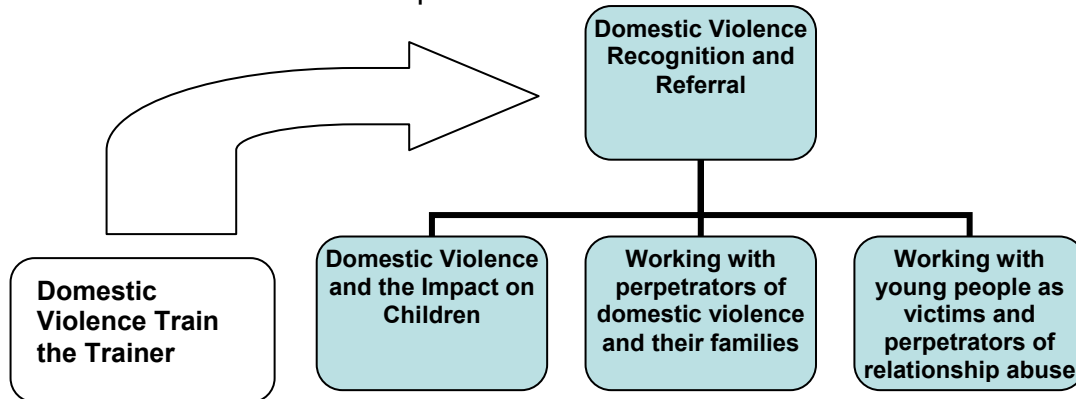 Domestic Violence
Recognition and
Referral
Domestic
Violence Train
the Trainer
Domestic Violence
and the Impact on
Children
Working with
perpetrators of
domestic violence
and their families
Working with
young people as
victims and
perpetrators of
relationship abuse